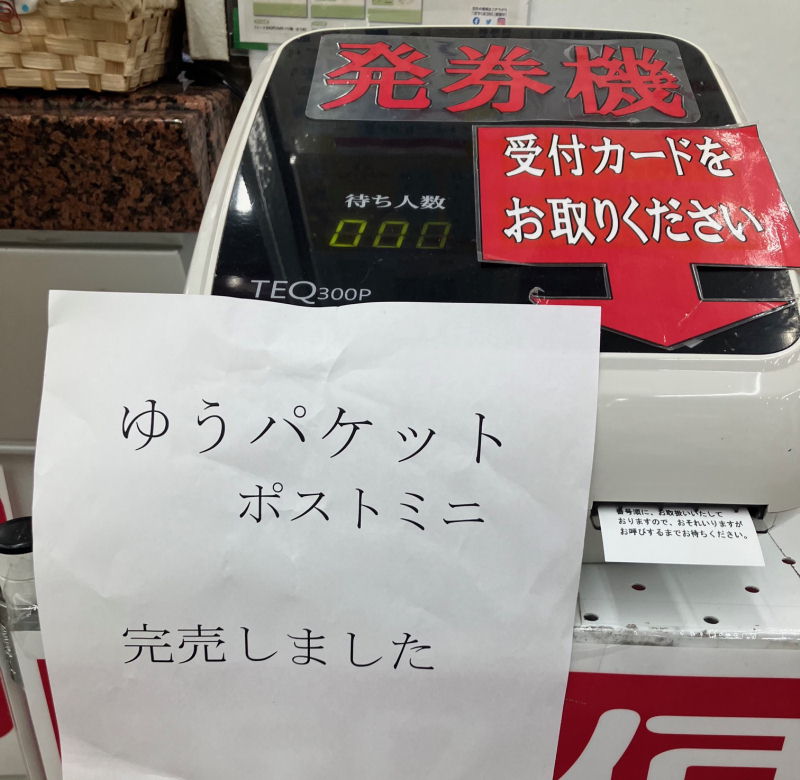 発券機
受付カードを
お取りください
待ち人数
000
TEQ300P
ゆうパケット
ポストミニ
完売しました
番号順に、お取扱いいたして
おりますので、おそれいりますが
お呼びするまでお待ちください。